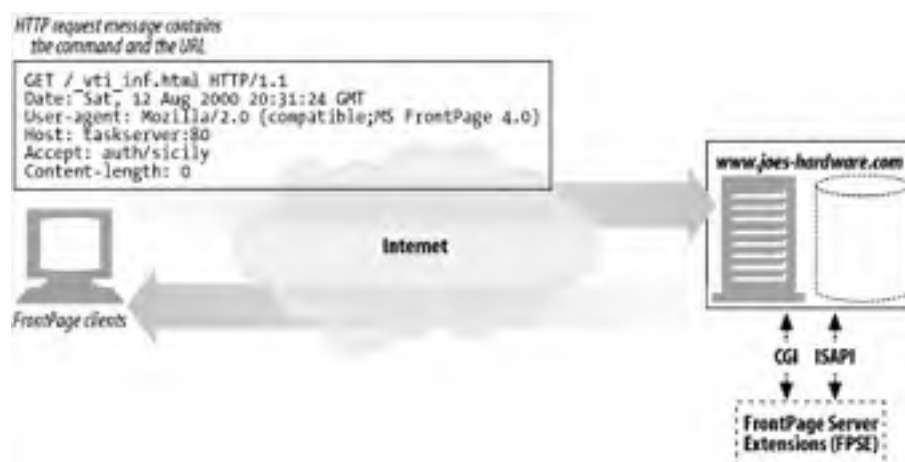 HTTP request message contains
the command and the URL
GET /_vti_inf.html HTTP/1.1
Date: Sat, 12 Aug 2000 20:31:24 GMT
User-agent: Mozilla/2.0 (compatible;MS FrontPage 4.0)
Host: taskserver:80
Accept: auth/sicily
Content-length: 0
www.joes-hardware.com
Internet
FrontPage clients
CGI ISAPI
FrontPage Server
Extensions (FPSE)